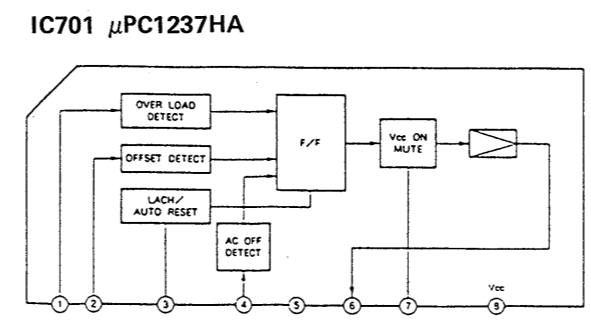 IC701 μPC1237HA
OVER LOAD
DETECT
OFFSET DETECT
LACH/
AUTO RESET
AC OFF
DETECT
F/F
Vcc ON
MUTE
Vcc
1 2 3 4 5 6 7 8